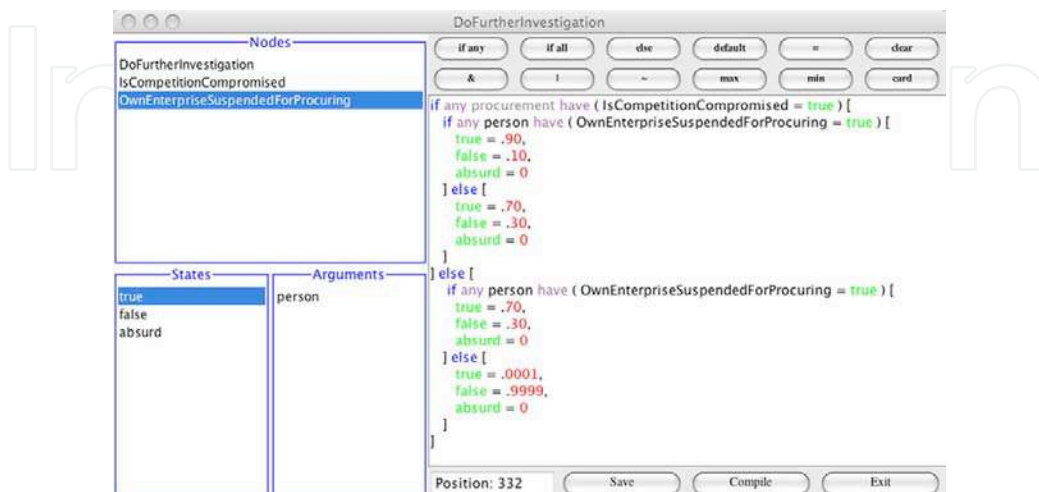 DoFurtherInvestigation
Nodes
DoFurtherInvestigation
IsCompetitionCompromised
OwnEnterpriseSuspendedForProcuring
States
true
false
absurd
Arguments
person
if any if all else default = clear
& | ~ max min card
if any procurement have ( IsCompetitionCompromised = true ) [
if any person have ( OwnEnterpriseSuspendedForProcuring = true ) [
true = .90,
false = .10,
absurd = 0
] else [
true = .70,
false = .30,
absurd = 0
]
] else [
if any person have ( OwnEnterpriseSuspendedForProcuring = true ) [
true = .70,
false = .30,
absurd = 0
] else [
true = .0001,
false = .9999,
absurd = 0
]
]
Position: 332 Save Compile Exit